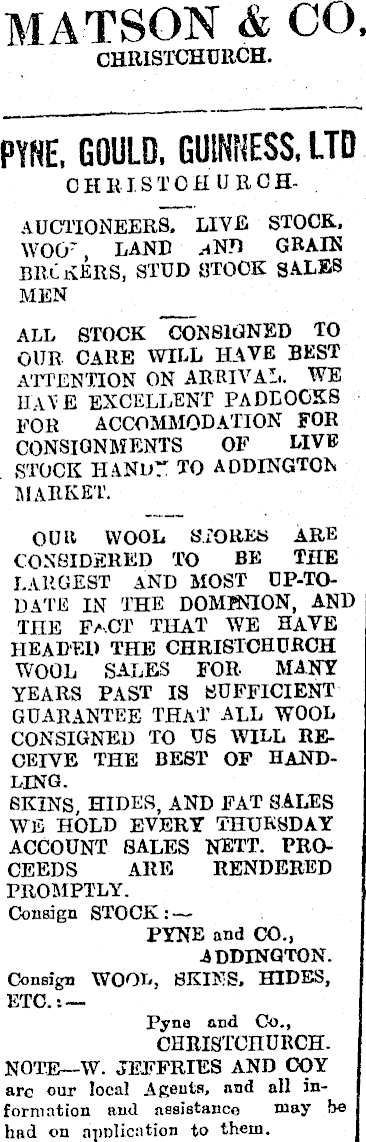 MATSON & CO,
CHRISTCHURCH.
PYNE, GOULD, GUINNESS, LTD
CHRISTCHURCH.
AUCTIONEERS, LIVE STOCK,
WOOL, LAND AND GRAIN
BROKERS, STUD STOCK SALES
MEN
ALL STOCK CONSIGNED TO
OUR CARE WILL HAVE BEST
ATTENTION ON ARRIVAL. WE
HAVE EXCELLENT PADDOCKS
FOR ACCOMMODATION FOR
CONSIGNMENTS OF LIVE
STOCK HANDY TO ADDINGTON
MARKET.
OUR WOOL STORES ARE
CONSIDERED TO BE THE
LARGEST AND MOST UP-TO-
DATE IN THE DOMINION, AND
THE FACT THAT WE HAVE
HEADED THE CHRISTCHURCH
WOOL SALES FOR MANY
YEARS PAST IS SUFFICIENT
GUARANTEE THAT ALL WOOL
CONSIGNED TO US WILL RE-
CEIVE THE BEST OF HAND-
LING.
SKINS, HIDES, AND FAT SALES
WE HOLD EVERY THURSDAY
ACCOUNT SALES NETT. PRO-
CEEDS ARE RENDERED
PROMPTLY.
Consign STOCK:—
PYNE and CO.,
ADDINGTON.
Consign WOOL, SKINS, HIDES,
ETC.:—
Pyne and Co.,
CHRISTCHURCH.
NOTE—W. JEFFRIES AND COY
are our local Agents, and all in-
formation and assistance may be
had on application to them.